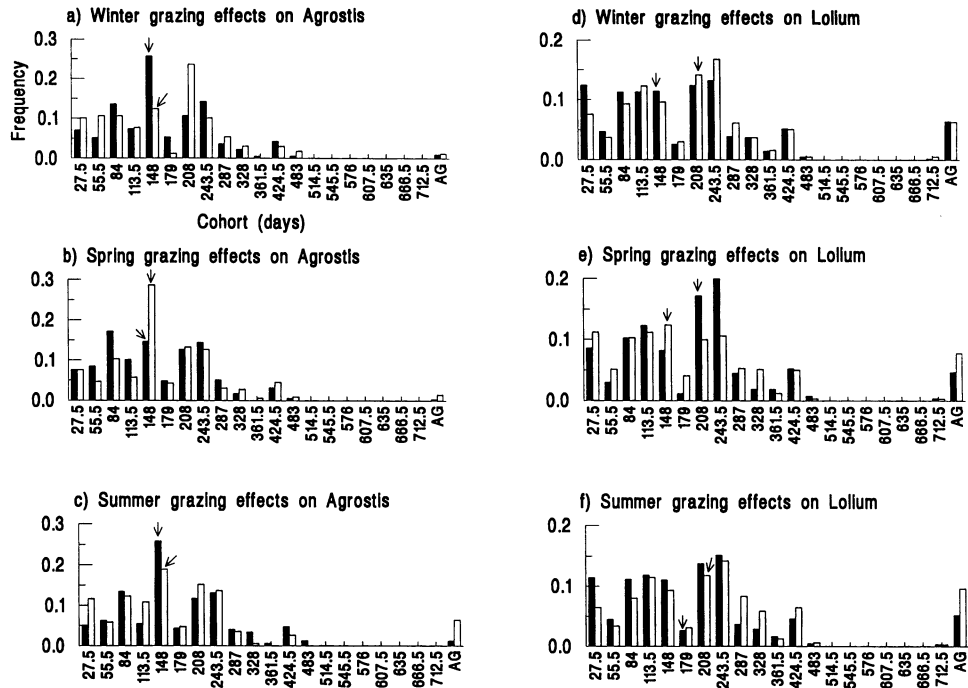 a) Winter grazing effects on Agrostis
Frequency
0.3
0.2
0.1
0.0
27.5 55.5 84 113.5 148 179 208 243.5 287 328 361.5 424.5 483 514.5 545.5 576 607.5 635 666.5 712.5 AG
Cohort (days)
b) Spring grazing effects on Agrostis
0.3
0.2
0.1
0.0
27.5 55.5 84 113.5 148 179 208 243.5 287 328 361.5 424.5 483 514.5 545.5 576 607.5 635 666.5 712.5 AG
c) Summer grazing effects on Agrostis
0.3
0.2
0.1
0.0
27.5 55.5 84 113.5 148 179 208 243.5 287 328 361.5 424.5 483 514.5 545.5 576 607.5 635 666.5 712.5 AG
d) Winter grazing effects on Lolium
0.2
0.1
0.0
27.5 55.5 84 113.5 148 179 208 243.5 287 328 361.5 424.5 483 514.5 545.5 576 607.5 635 666.5 712.5 AG
e) Spring grazing effects on Lolium
0.2
0.1
0.0
27.5 55.5 84 113.5 148 179 208 243.5 287 328 361.5 424.5 483 514.5 545.5 576 607.5 635 666.5 712.5 AG
f) Summer grazing effects on Lolium
0.2
0.1
0.0
27.5 55.5 84 113.5 148 179 208 243.5 287 328 361.5 424.5 483 514.5 545.5 576 607.5 635 666.5 712.5 AG